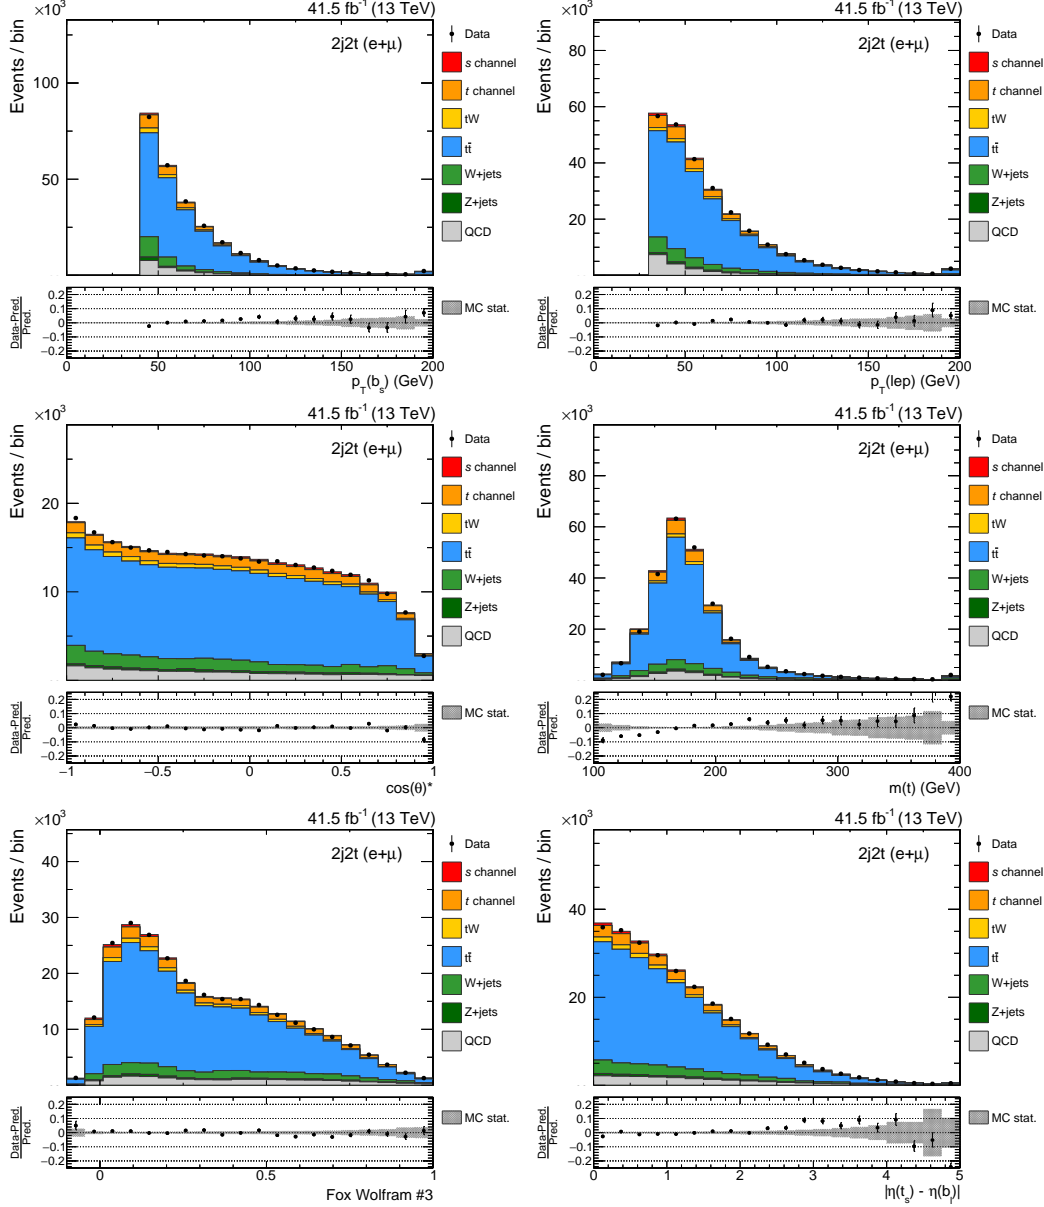 ×10³ 41.5 fb⁻¹ (13 TeV)
Events / bin
2j2t (e+μ)
100
50
Data
s channel
t channel
tW
tt̄
W+jets
Z+jets
QCD
Data-Pred.
Pred.
0.2
0.1
0
−0.1
−0.2
MC stat.
0 50 100 150 200
p_T(b_s) (GeV)
×10³ 41.5 fb⁻¹ (13 TeV)
Events / bin
2j2t (e+μ)
80
60
40
20
Data
s channel
t channel
tW
tt̄
W+jets
Z+jets
QCD
Data-Pred.
Pred.
0.2
0.1
0
−0.1
−0.2
MC stat.
0 50 100 150 200
p_T(lep) (GeV)
×10³ 41.5 fb⁻¹ (13 TeV)
Events / bin
2j2t (e+μ)
20
10
Data
s channel
t channel
tW
tt̄
W+jets
Z+jets
QCD
Data-Pred.
Pred.
0.2
0.1
0
−0.1
−0.2
MC stat.
−1 −0.5 0 0.5 1
cos(θ)*
×10³ 41.5 fb⁻¹ (13 TeV)
Events / bin
2j2t (e+μ)
80
60
40
20
Data
s channel
t channel
tW
tt̄
W+jets
Z+jets
QCD
Data-Pred.
Pred.
0.2
0.1
0
−0.1
−0.2
MC stat.
100 200 300 400
m(t) (GeV)
×10³ 41.5 fb⁻¹ (13 TeV)
Events / bin
2j2t (e+μ)
40
30
20
10
Data
s channel
t channel
tW
tt̄
W+jets
Z+jets
QCD
Data-Pred.
Pred.
0.2
0.1
0
−0.1
−0.2
MC stat.
0 0.5 1
Fox Wolfram #3
×10³ 41.5 fb⁻¹ (13 TeV)
Events / bin
2j2t (e+μ)
40
20
Data
s channel
t channel
tW
tt̄
W+jets
Z+jets
QCD
Data-Pred.
Pred.
0.2
0.1
0
−0.1
−0.2
MC stat.
0 1 2 3 4 5
|η(t_s) - η(b_l)|